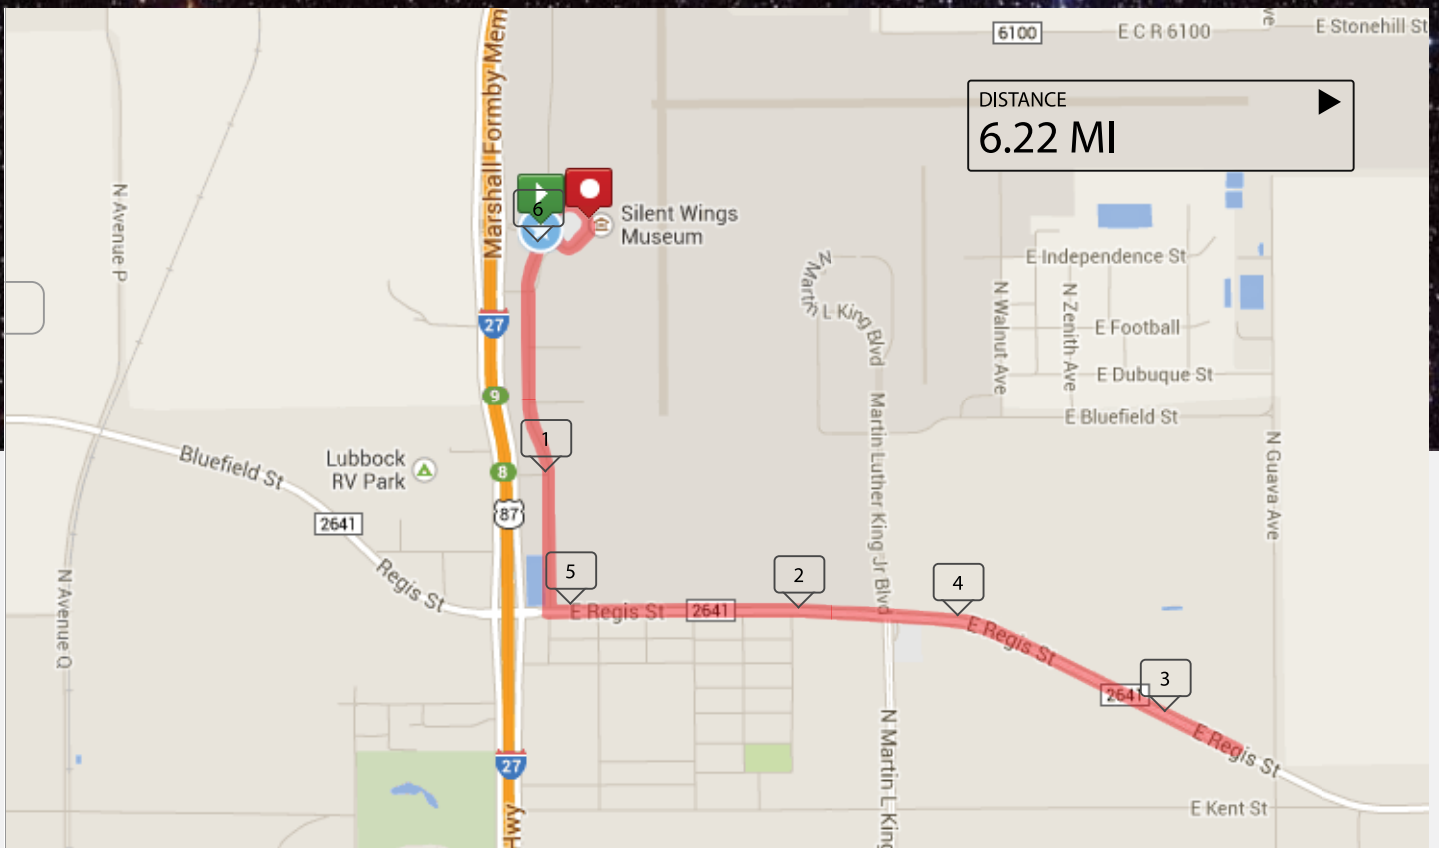 6100
E C R 6100
ve
E Stonehill St
DISTANCE
6.22 MI
Marshall Formby Mem
N Avenue P
6
Silent Wings
Museum
E Independence St
N Martin L King Blvd
N Walnut Ave
N Zenith Ave
E Football
27
E Dubuque St
9
E Bluefield St
1
Martin Luther King Jr Blvd
N Guava Ave
Bluefield St
Lubbock
RV Park
8
87
2641
Regis St
5
2
4
E Regis St
2641
E Regis St
N Avenue Q
3
2641
E Regis St
27
N Martin L King
E Kent St
Hwy